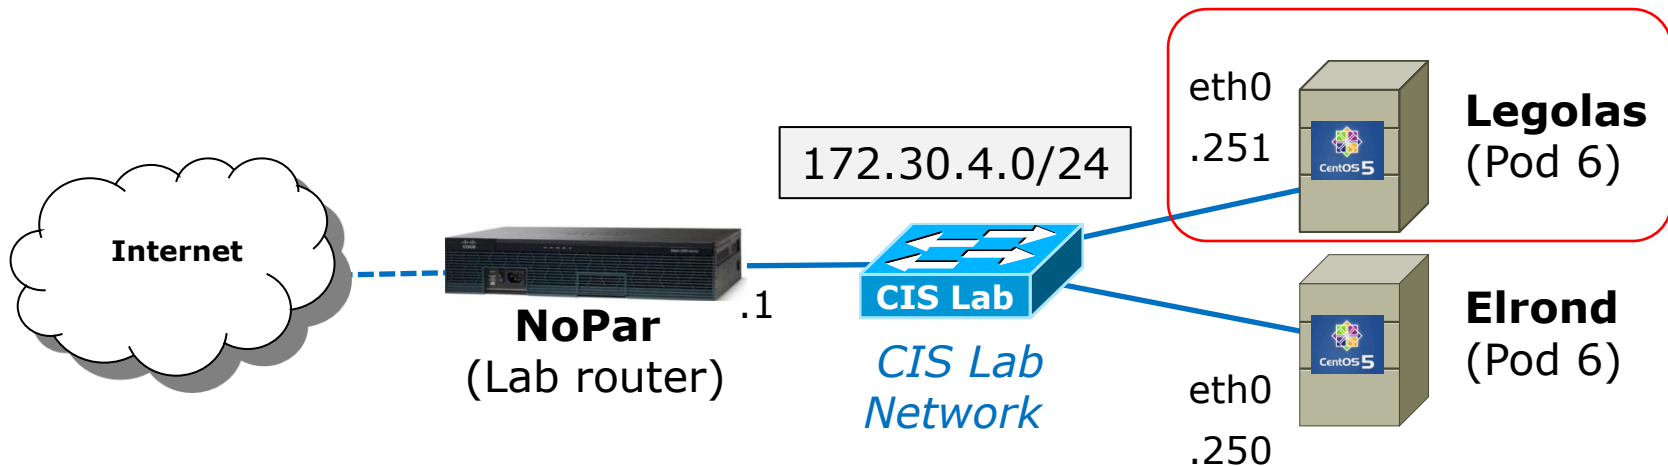 Internet
NoPar
(Lab router)
.1
172.30.4.0/24
CIS Lab
CIS Lab
Network
eth0
.251
CentOS 5
Legolas
(Pod 6)
eth0
.250
CentOS 5
Elrond
(Pod 6)